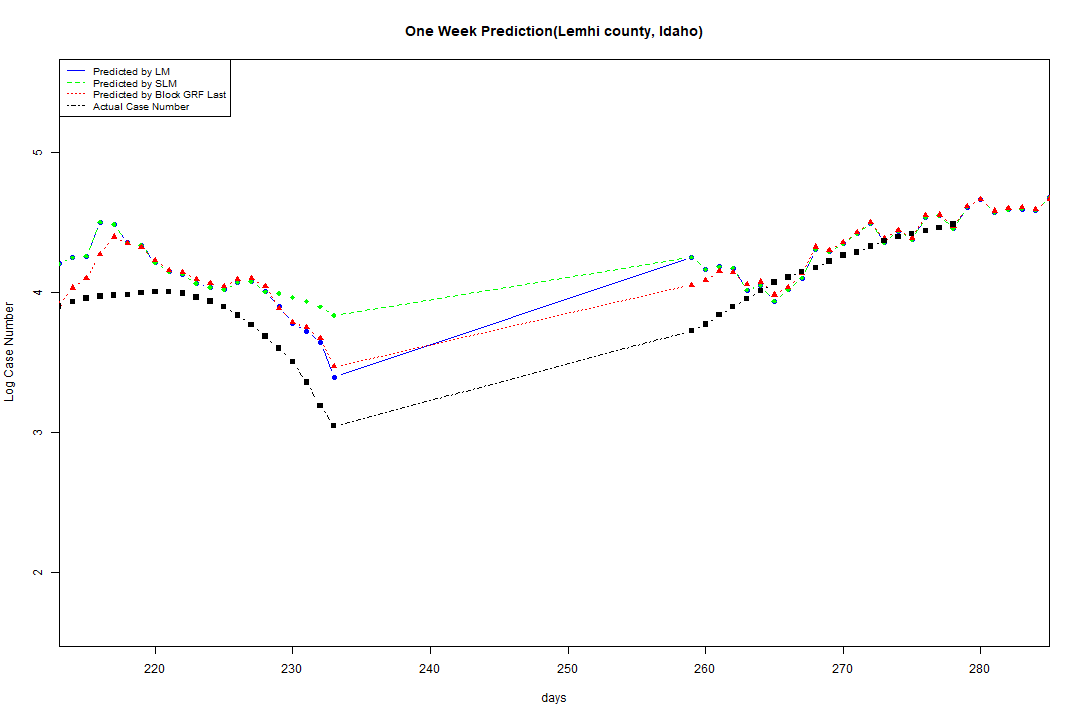 One Week Prediction(Lemhi county, Idaho)
Predicted by LM
Predicted by SLM
Predicted by Block GRF Last
Actual Case Number
5
4
3
2
Log Case Number
220 230 240 250 260 270 280
days